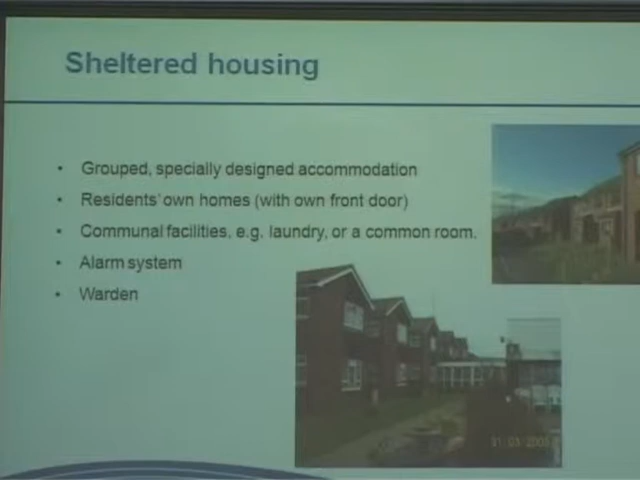 Sheltered housing
• Grouped, specially designed accommodation
• Residents' own homes (with own front door)
• Communal facilities, e.g. laundry, or a common room.
• Alarm system
• Warden